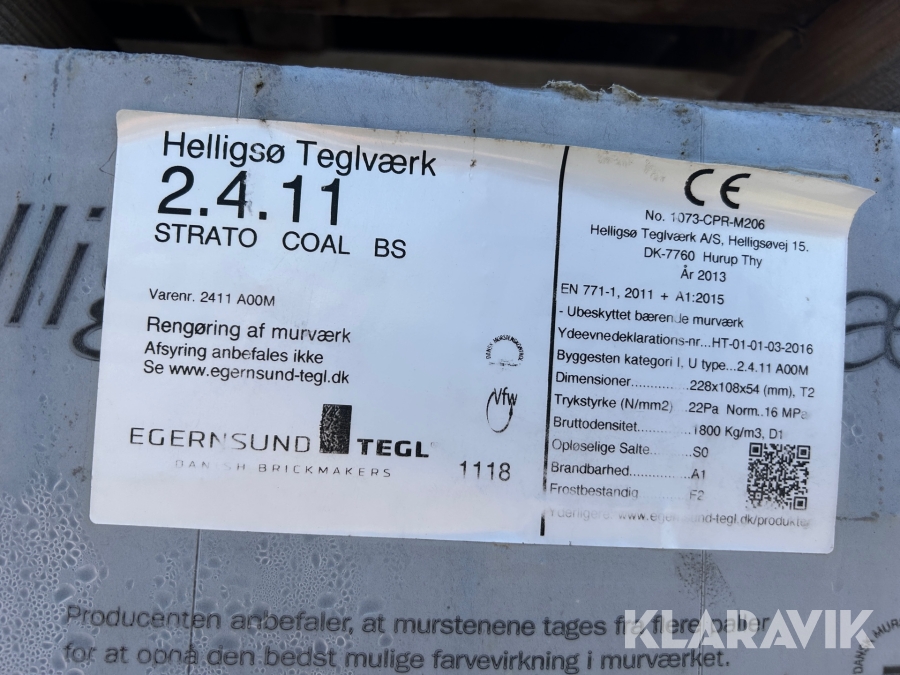 Helligsø Teglværk
2.4.11
STRATO COAL BS
Varenr. 2411 A00M
Rengøring af murværk
Afsyring anbefales ikke
Se www.egernsund-tegl.dk
EGERNSUND TEGL
DANISH BRICKMAKERS
1118
Vfw
CE
No. 1073-CPR-M206
Helligsø Teglværk A/S, Helligsøvej 15.
DK-7760 Hurup Thy
År 2013
EN 771-1, 2011 + A1:2015
- Ubeskyttet bærende murværk
Ydeevnedeklarations-nr....HT-01-01-03-2016
Byggesten kategori I, U type...2.4.11 A00M
Dimensioner............228x108x54 (mm), T2
Trykstyrke (N/mm2) .22Pa Norm..16 MPa
Bruttodensitet...........1800 Kg/m3, D1
Opløselige Salte.......S0
Brandbarhed...........A1
Frostbestandig.........F2
Yderligere: www.egernsund-tegl.dk/produkter
Producenten anbefaler, at murstenene tages fra flere paller
for at opnå den bedst mulige farvevirkning i murværket.
KLARAVIK